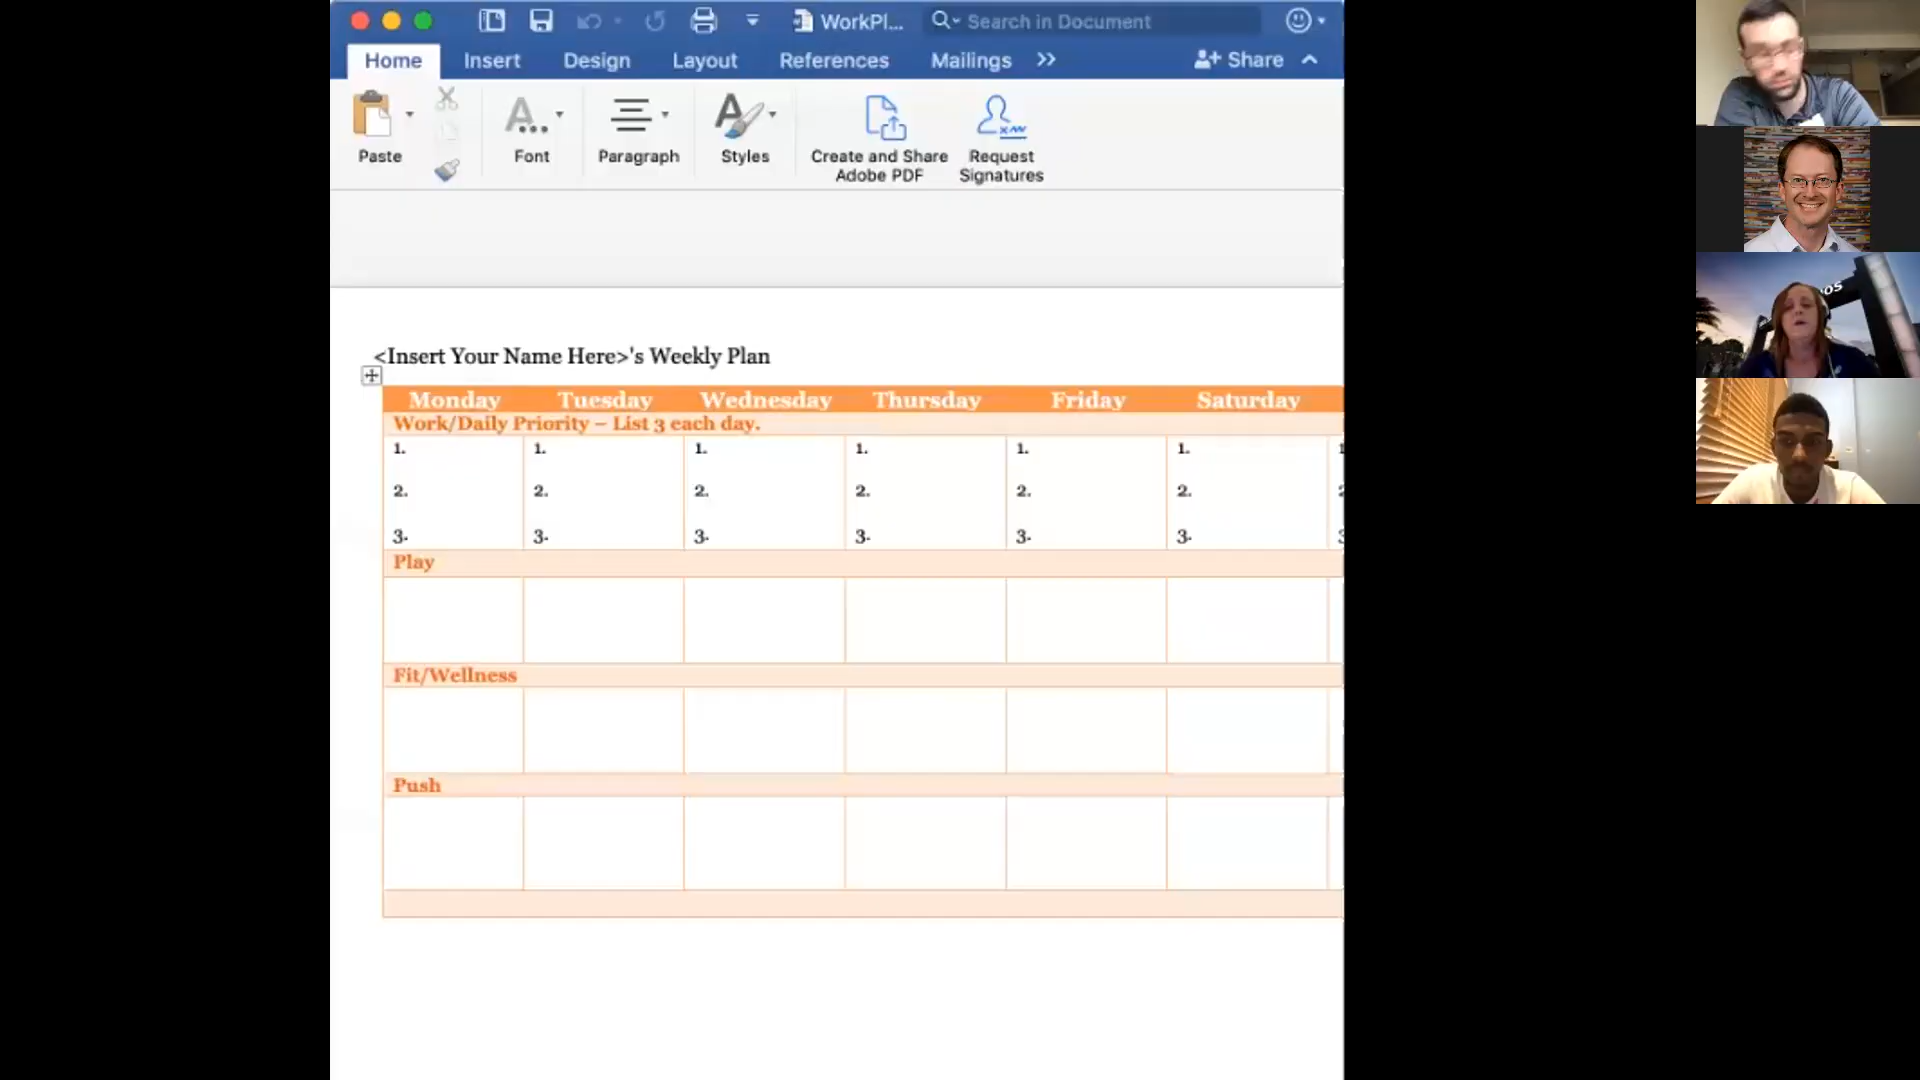 WorkPl...
Search in Document
Home Insert Design Layout References Mailings Share
Paste
Font
Paragraph
Styles
Create and Share Adobe PDF
Request Signatures
<Insert Your Name Here>'s Weekly Plan
Monday Tuesday Wednesday Thursday Friday Saturday
Work/Daily Priority – List 3 each day.
1. 1. 1. 1. 1. 1.
2. 2. 2. 2. 2. 2.
3. 3. 3. 3. 3. 3.
Play
Fit/Wellness
Push